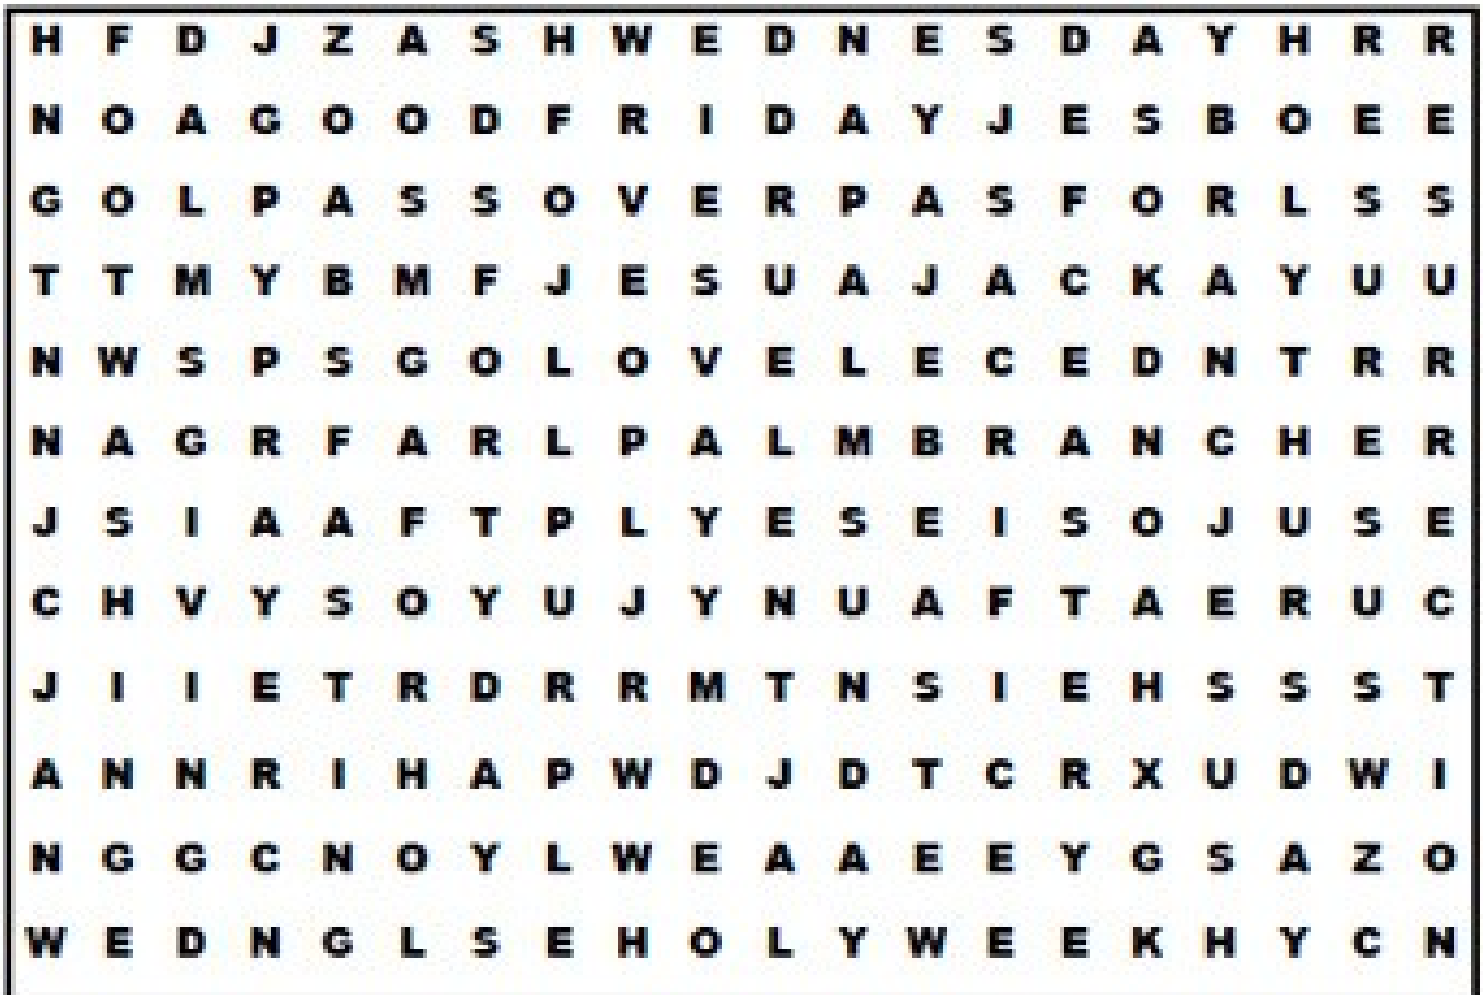 H F D J Z A S H W E D N E S D A Y H R R
N O A G O O D F R I D A Y J E S B O E E
G O L P A S S O V E R P A S F O R L S S
T T M Y B M F J E S U A J A C K A Y U U
N W S P S G O L O V E L E C E D N T R R
N A G R F A R L P A L M B R A N C H E R
J S I A A F T P L Y E S E I S O J U S E
C H V Y S O Y U J Y N U A F T A E R U C
J I I E T R D R R M T N S I E H S S S T
A N N R I H A P W D J D T C R X U D W I
N G G C N O Y L W E A A E E Y G S A Z O
W E D N G L S E H O L Y W E E K H Y C N